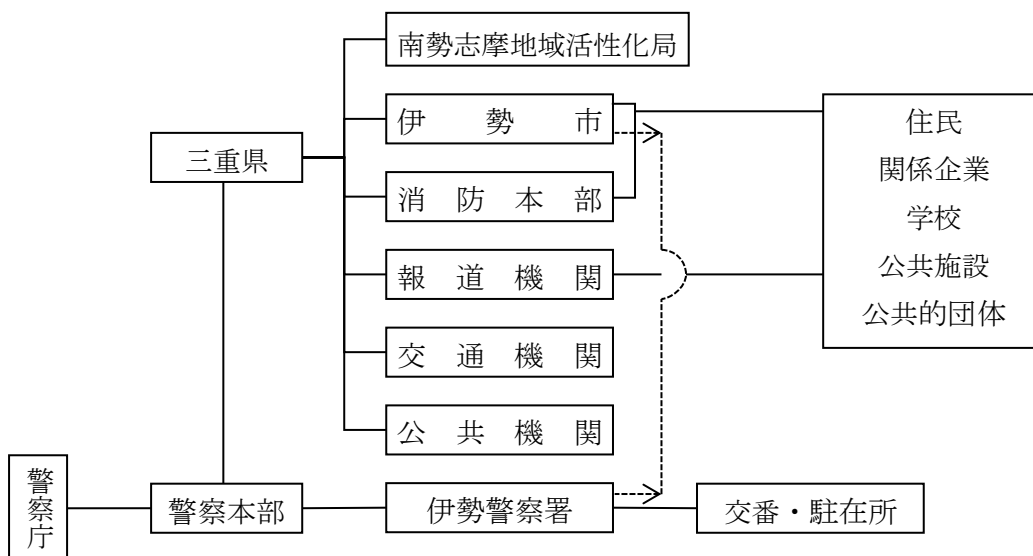 南勢志摩地域活性化局
伊勢市
三重県
消防本部
報道機関
交通機関
公共機関
住民
関係企業
学校
公共施設
公共的団体
警察庁
警察本部
伊勢警察署
交番・駐在所